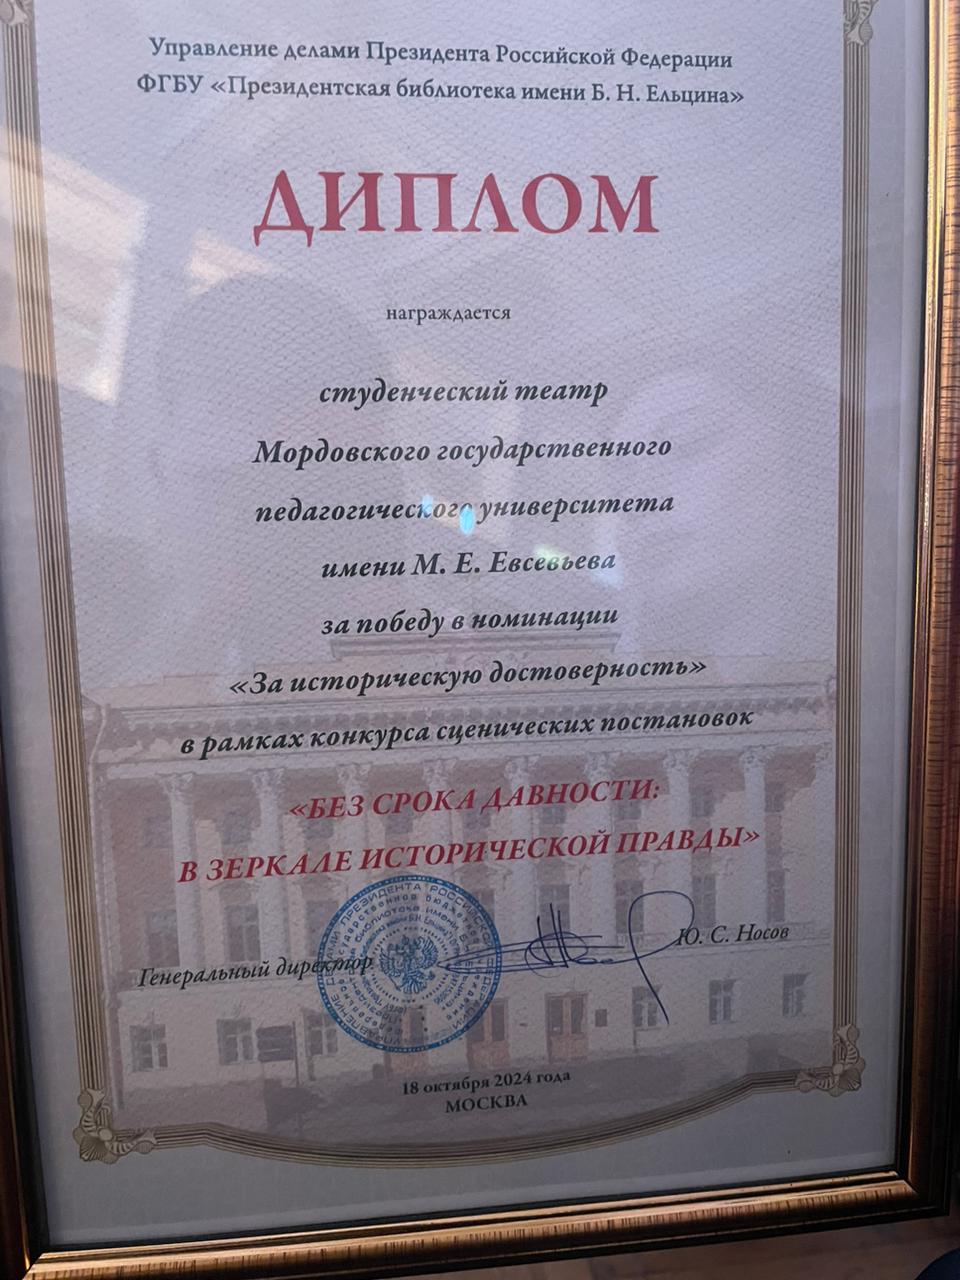 Управление делами Президента Российской Федерации
ФГБУ «Президентская библиотека имени Б. Н. Ельцина»
ДИПЛОМ
награждается
студенческий театр
Мордовского государственного
педагогического университета
имени М. Е. Евсевьева
за победу в номинации
«За историческую достоверность»
в рамках конкурса сценических постановок
«БЕЗ СРОКА ДАВНОСТИ:
В ЗЕРКАЛЕ ИСТОРИЧЕСКОЙ ПРАВДЫ»
Генеральный директор
Ю. С. Носов
18 октября 2024 года
МОСКВА